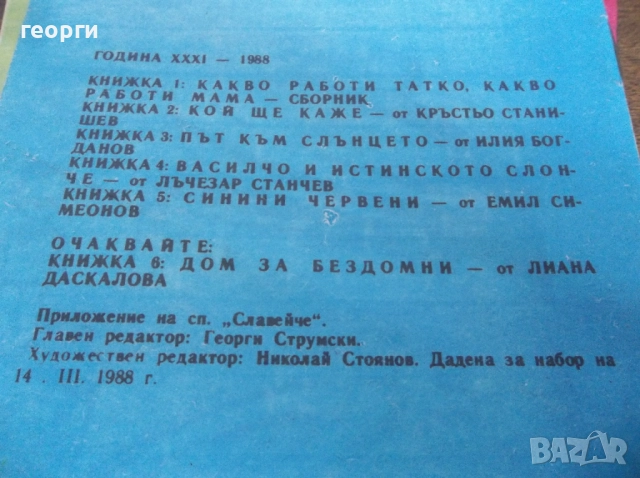 георги
ГОДИНА XXXI — 1988
КНИЖКА 1: КАКВО РАБОТИ ТАТКО, КАКВО
РАБОТИ МАМА — СБОРНИК
КНИЖКА 2: КОЙ ЩЕ КАЖЕ — от КРЪСТЬО СТАНИ-
ШЕВ
КНИЖКА 3: ПЪТ КЪМ СЛЪНЦЕТО — от ИЛИЯ БОГ-
ДАНОВ
КНИЖКА 4: ВАСИЛЧО И ИСТИНСКОТО СЛОН-
ЧЕ — от ЛЪЧЕЗАР СТАНЧЕВ
КНИЖКА 5: СИНИНИ ЧЕРВЕНИ — от ЕМИЛ СИ-
МЕОНОВ
ОЧАКВАЙТЕ:
КНИЖКА 6: ДОМ ЗА БЕЗДОМНИ — от ЛИАНА
ДАСКАЛОВА
Приложение на сп. „Славейче“.
Главен редактор: Георги Струмски.
Художествен редактор: Николай Стоянов. Дадена за набор на
14 . III. 1988 г.
BAZAR